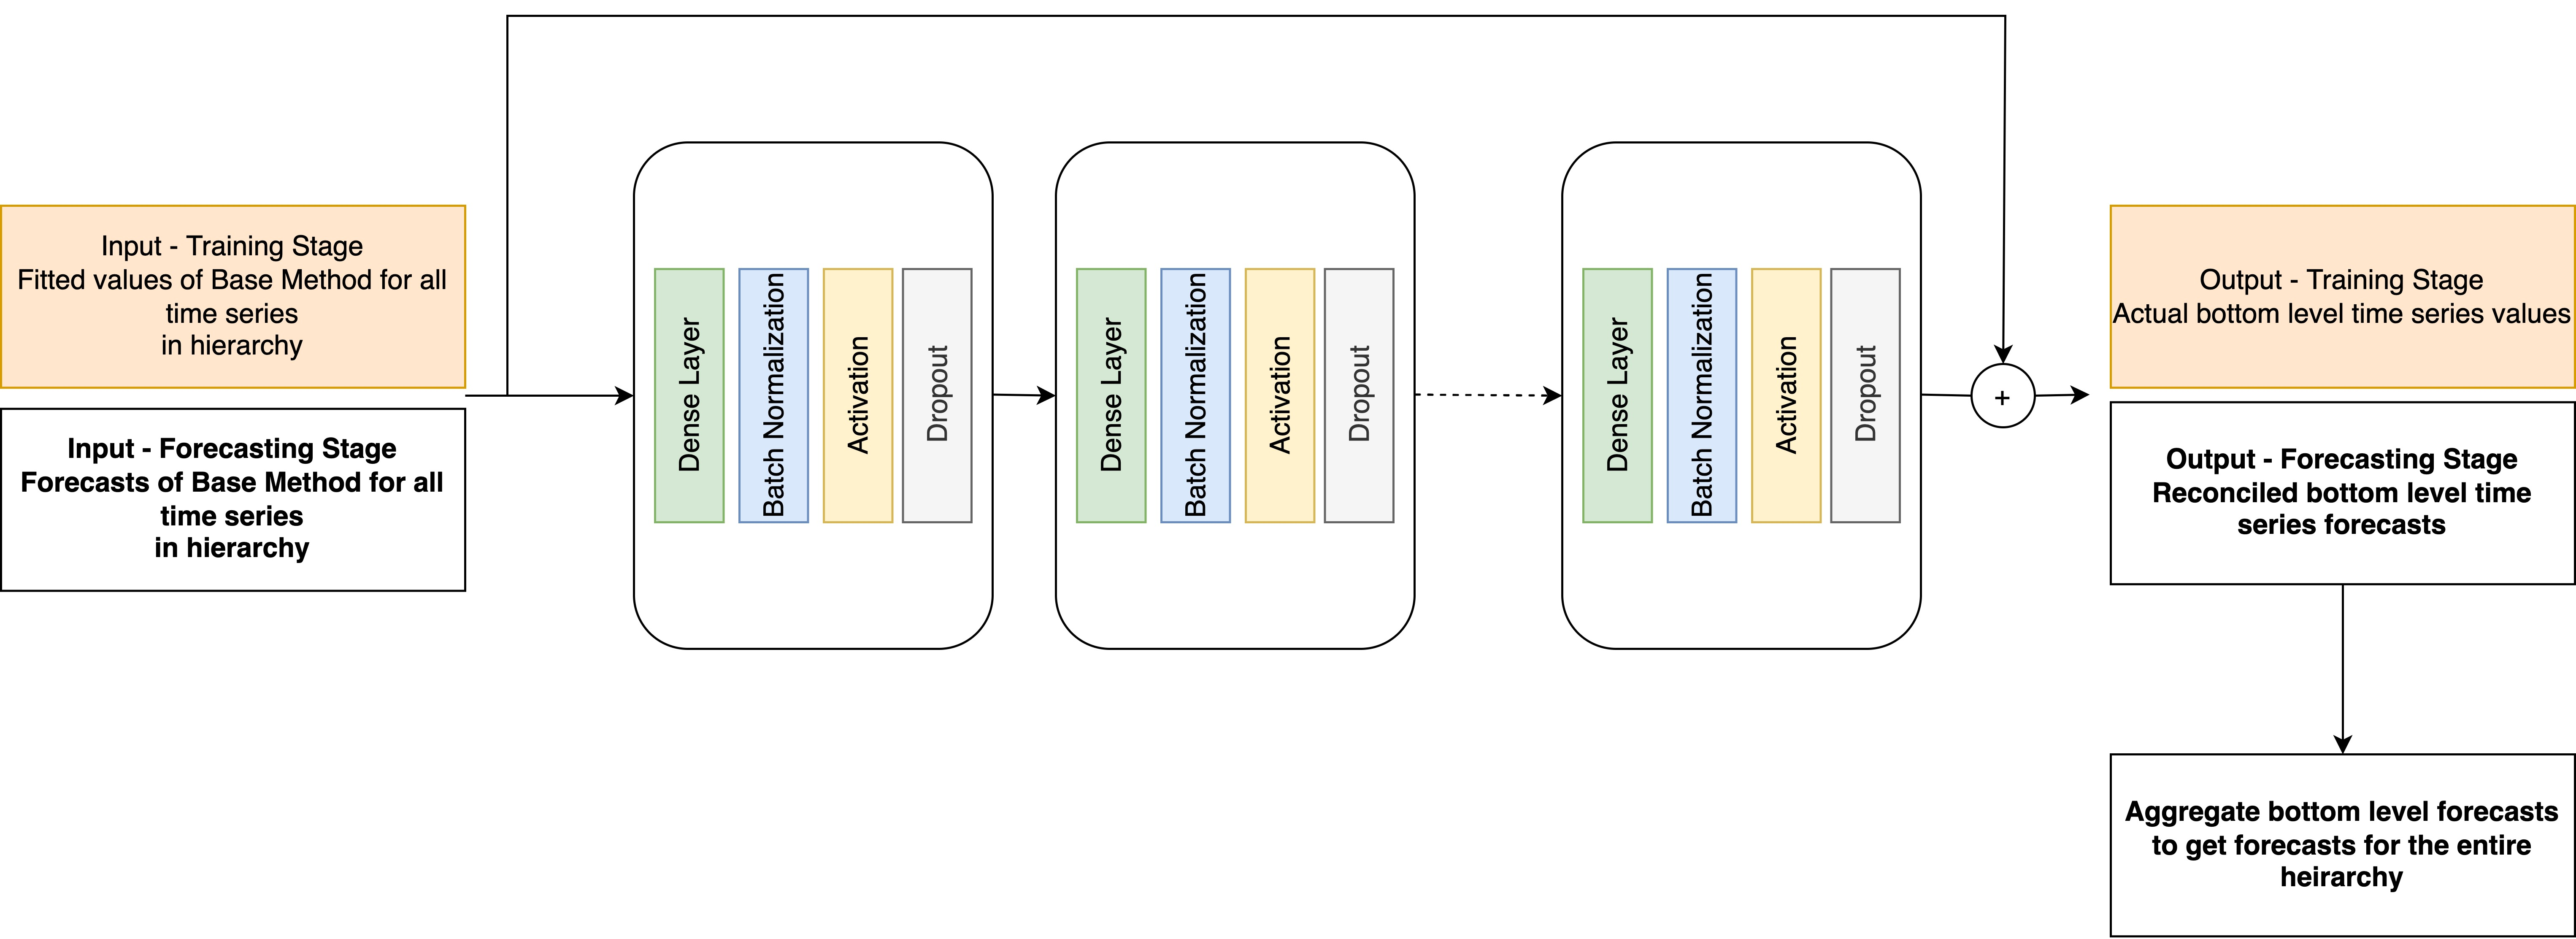 Input - Training Stage
Fitted values of Base Method for all
time series
in hierarchy
Input - Forecasting Stage
Forecasts of Base Method for all
time series
in hierarchy
Dense Layer
Batch Normalization
Activation
Dropout
Dense Layer
Batch Normalization
Activation
Dropout
Dense Layer
Batch Normalization
Activation
Dropout
+
Output - Training Stage
Actual bottom level time series values
Output - Forecasting Stage
Reconciled bottom level time
series forecasts
Aggregate bottom level forecasts
to get forecasts for the entire
heirarchy